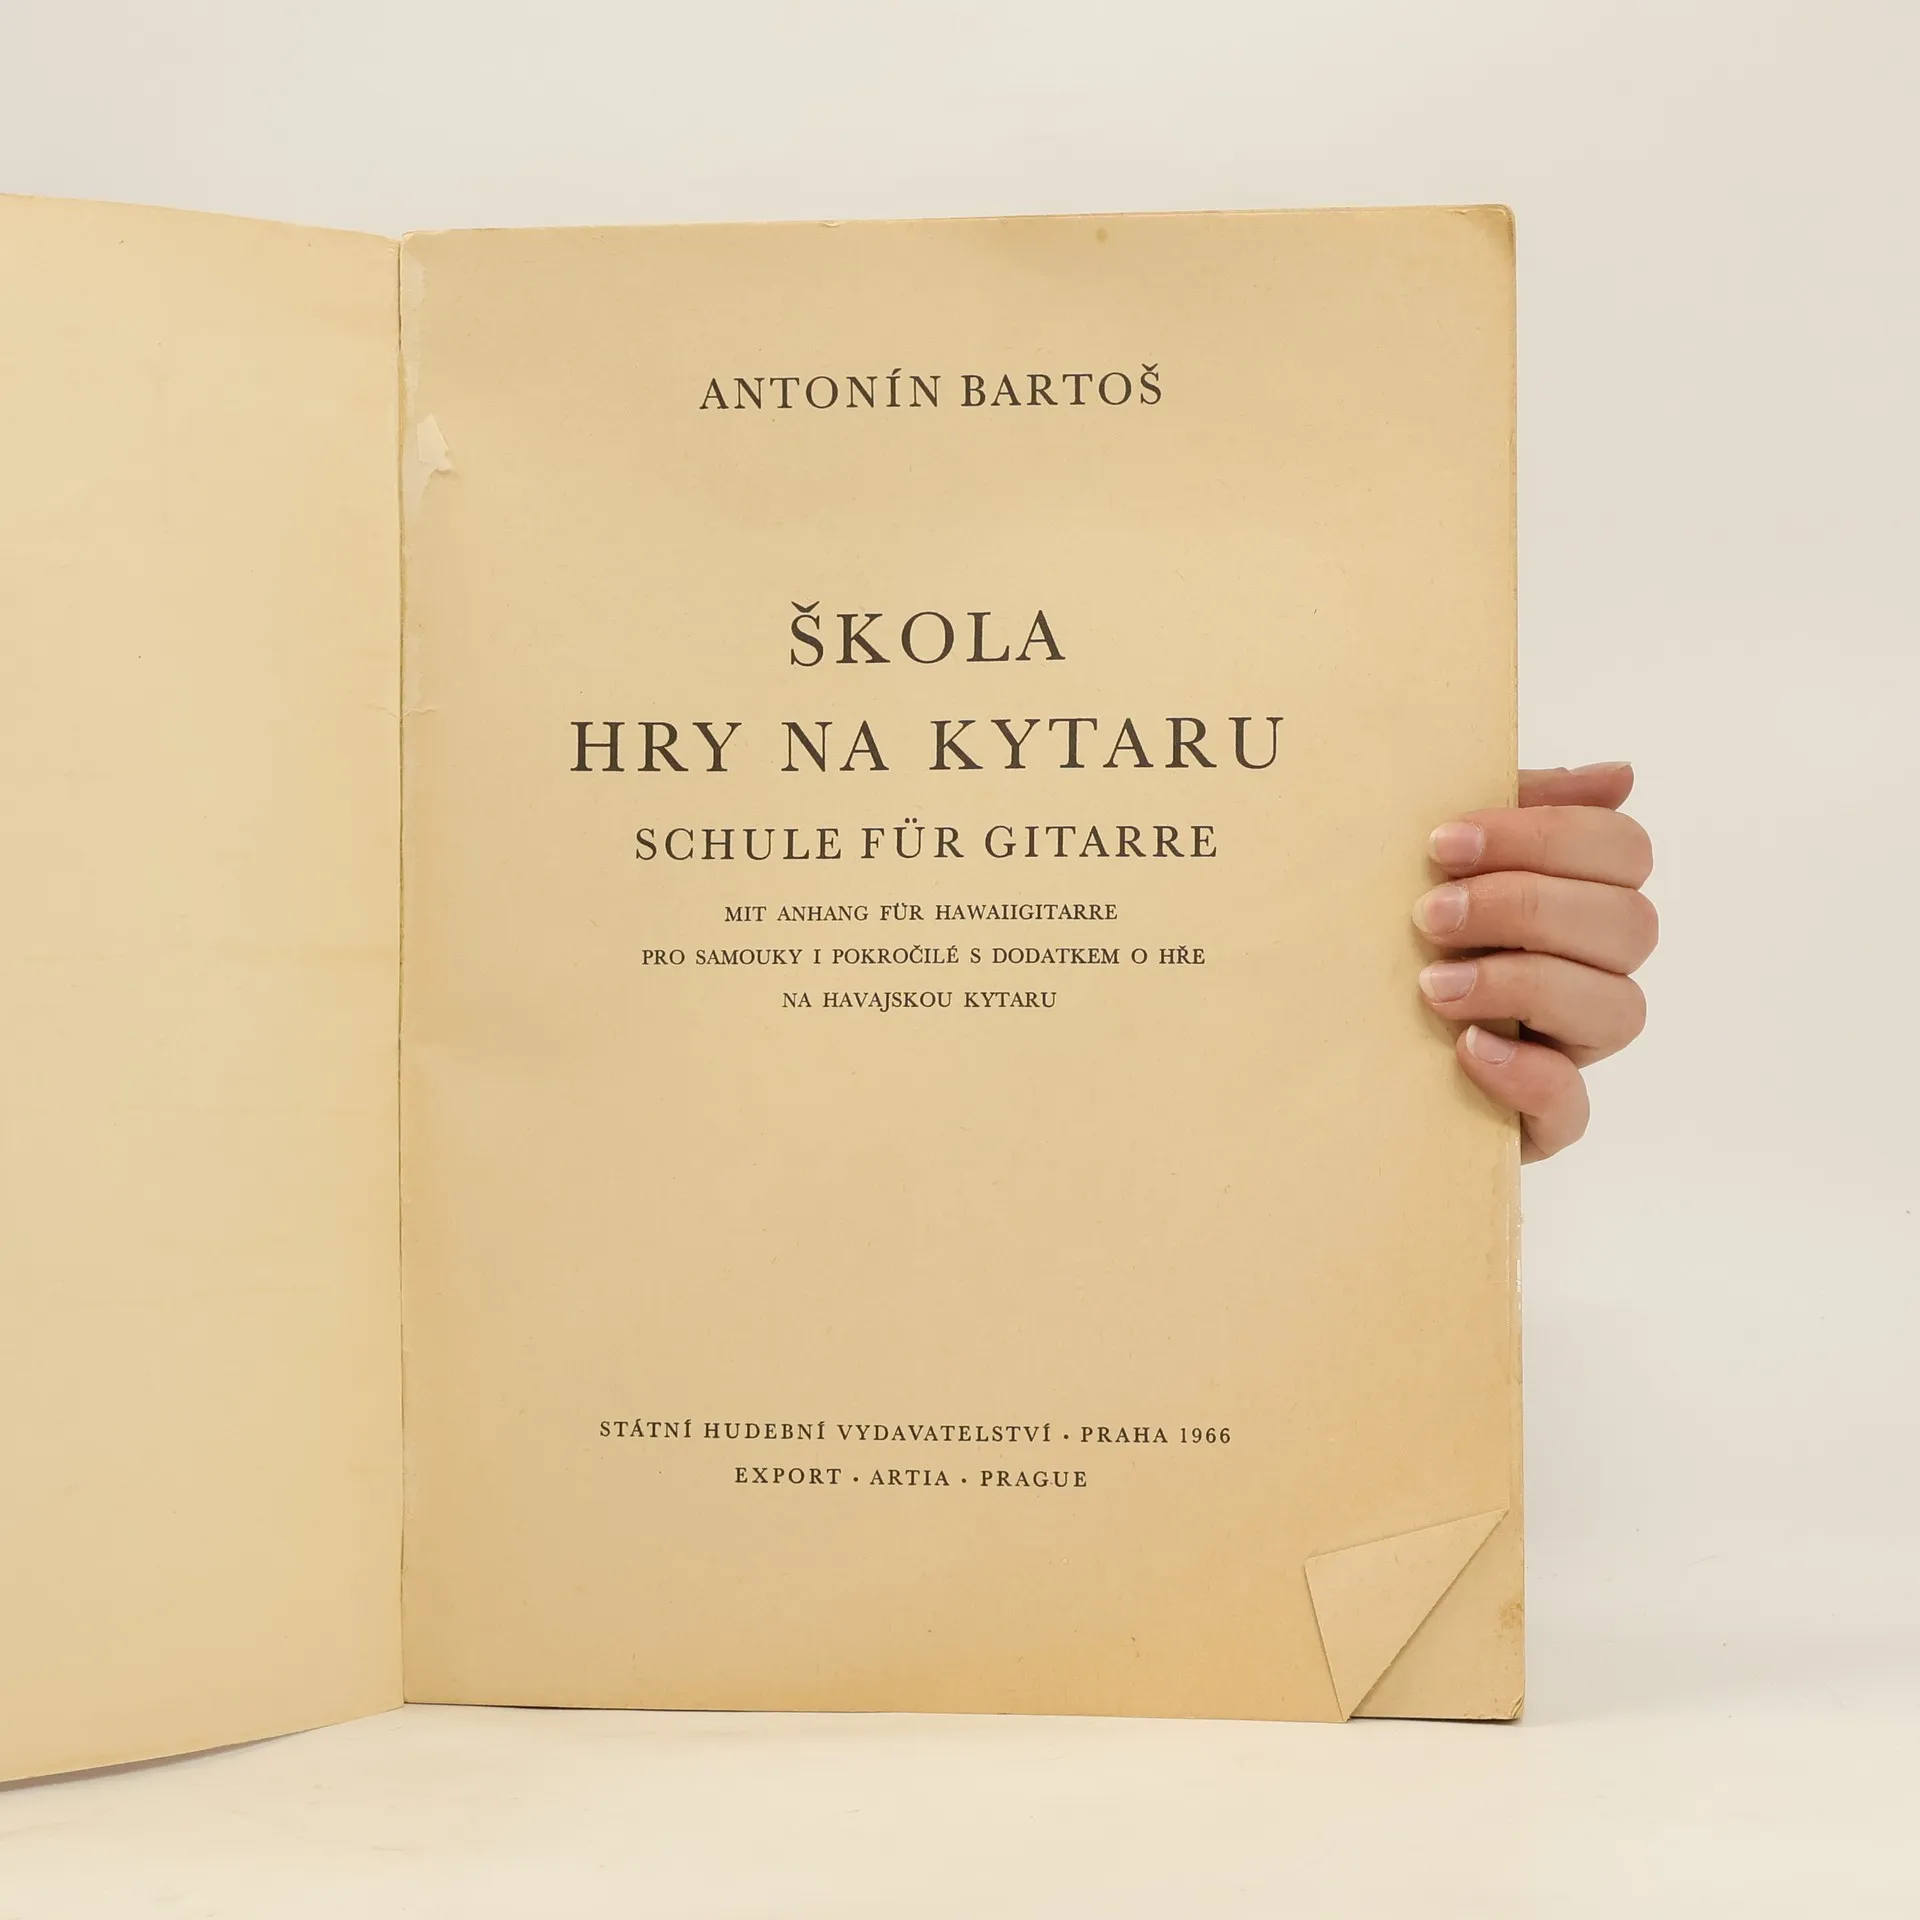 ANTONÍN BARTOŠ
ŠKOLA
HRY NA KYTARU
SCHULE FÜR GITARRE
MIT ANHANG FÜR HAWAIIGITARRE
PRO SAMOUKY I POKROČILÉ S DODATKEM O HŘE
NA HAVAJSKOU KYTARU
STÁTNÍ HUDEBNÍ VYDAVATELSTVÍ · PRAHA 1966
EXPORT · ARTIA · PRAGUE